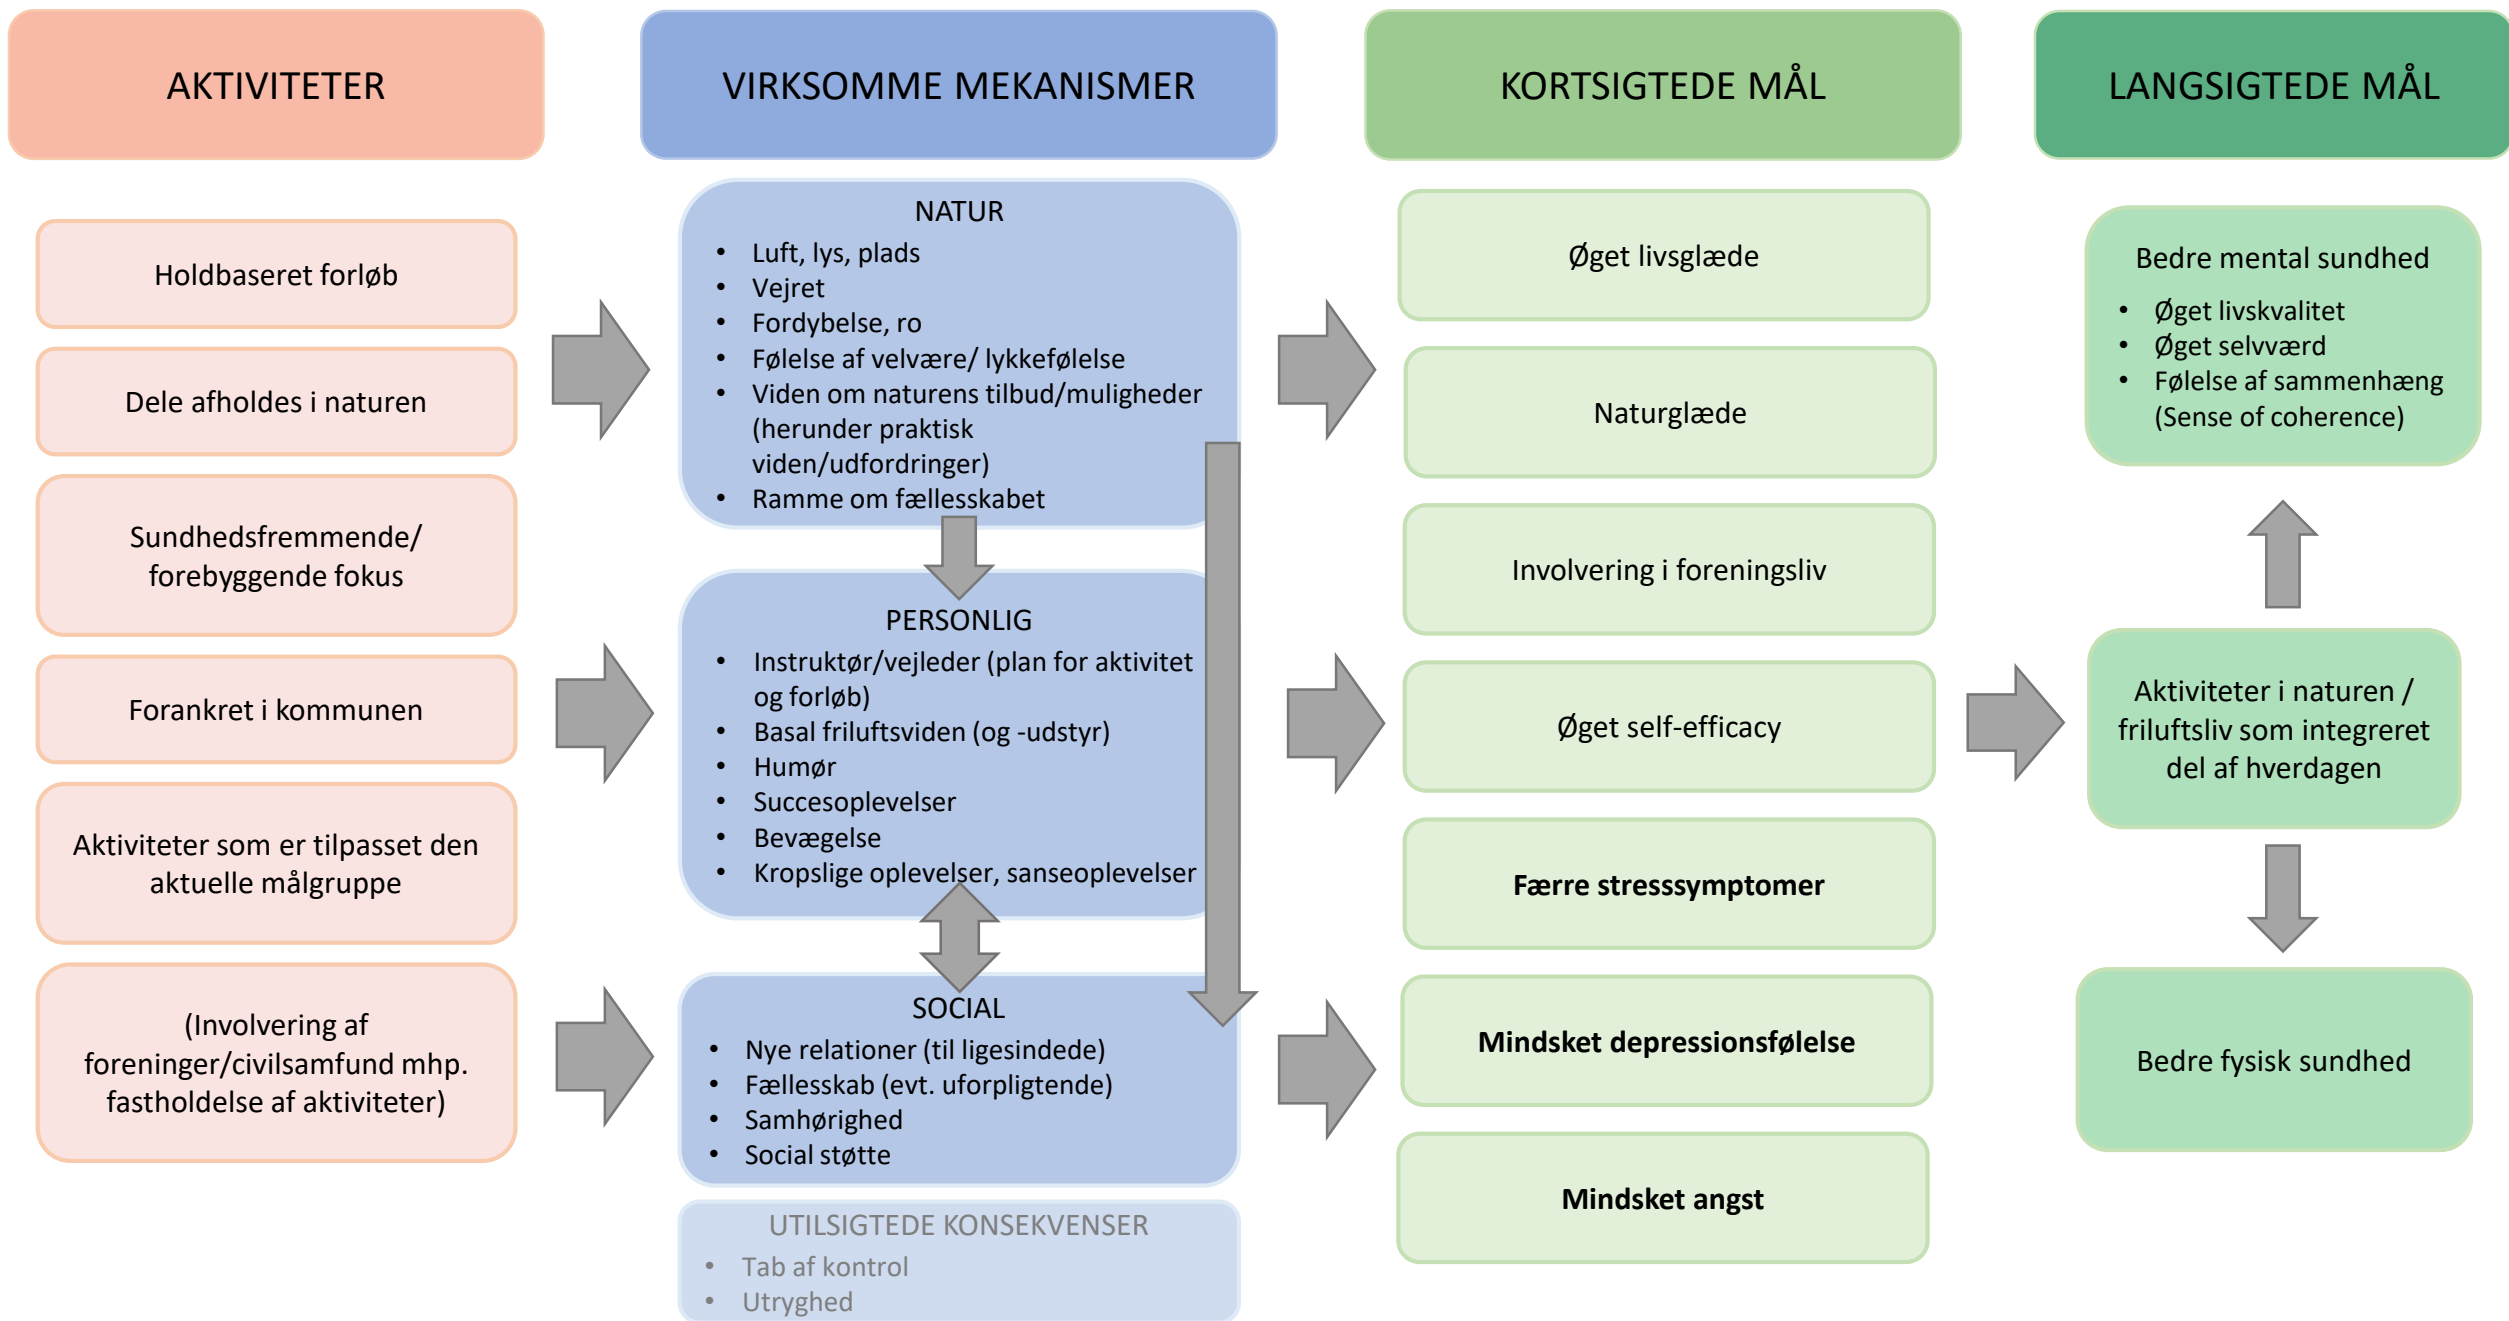 AKTIVITETER
Holdbaseret forløb
Dele afholdes i naturen
Sundhedsfremmende/
forebyggende fokus
Forankret i kommunen
Aktiviteter som er tilpasset den
aktuelle målgruppe
(Involvering af
foreninger/civilsamfund mhp.
fastholdelse af aktiviteter)
VIRKSOMME MEKANISMER
NATUR
• Luft, lys, plads
• Vejret
• Fordybelse, ro
• Følelse af velvære/ lykkefølelse
• Viden om naturens tilbud/muligheder
(herunder praktisk
viden/udfordringer)
• Ramme om fællesskabet
PERSONLIG
• Instruktør/vejleder (plan for aktivitet
og forløb)
• Basal friluftsviden (og -udstyr)
• Humør
• Succesoplevelser
• Bevægelse
• Kropslige oplevelser, sanseoplevelser
SOCIAL
• Nye relationer (til ligesindede)
• Fællesskab (evt. uforpligtende)
• Samhørighed
• Social støtte
UTILSIGTEDE KONSEKVENSER
• Tab af kontrol
• Utryghed
KORTSIGTEDE MÅL
Øget livsglæde
Naturglæde
Involvering i foreningsliv
Øget self-efficacy
Færre stresssymptomer
Mindsket depressionsfølelse
Mindsket angst
LANGSIGTEDE MÅL
Bedre mental sundhed
• Øget livskvalitet
• Øget selvværd
• Følelse af sammenhæng
(Sense of coherence)
Aktiviteter i naturen /
friluftsliv som integreret
del af hverdagen
Bedre fysisk sundhed